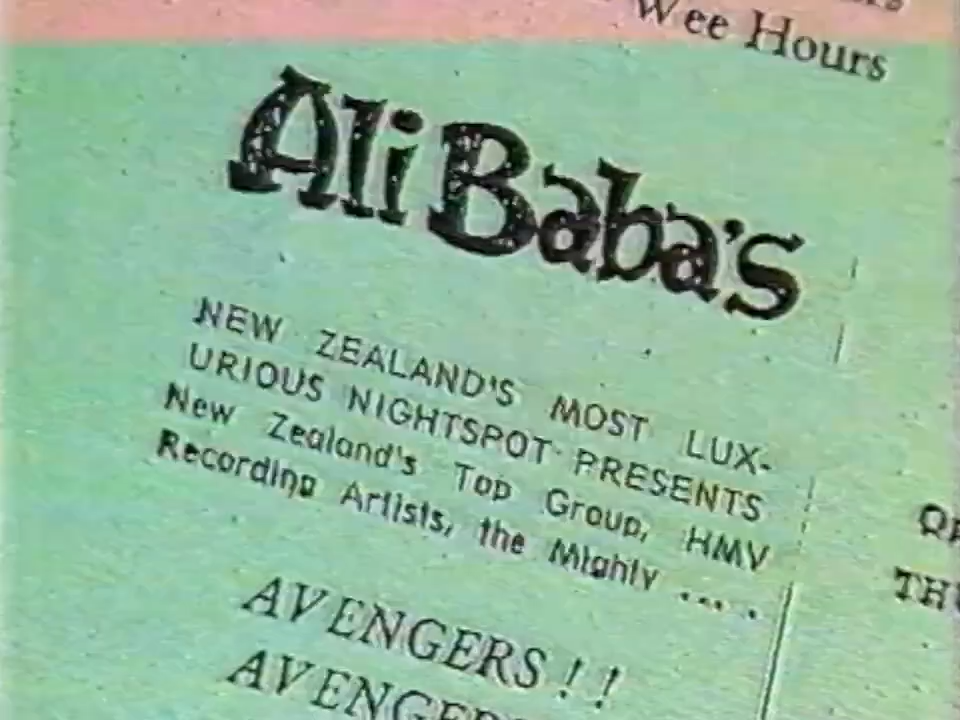 Wee Hours
Ali Baba's
NEW ZEALAND'S MOST LUX-
URIOUS NIGHTSPOT PRESENTS
New Zealand's Top Group, HMV
Recording Artists, the Mighty ....
AVENGERS!!